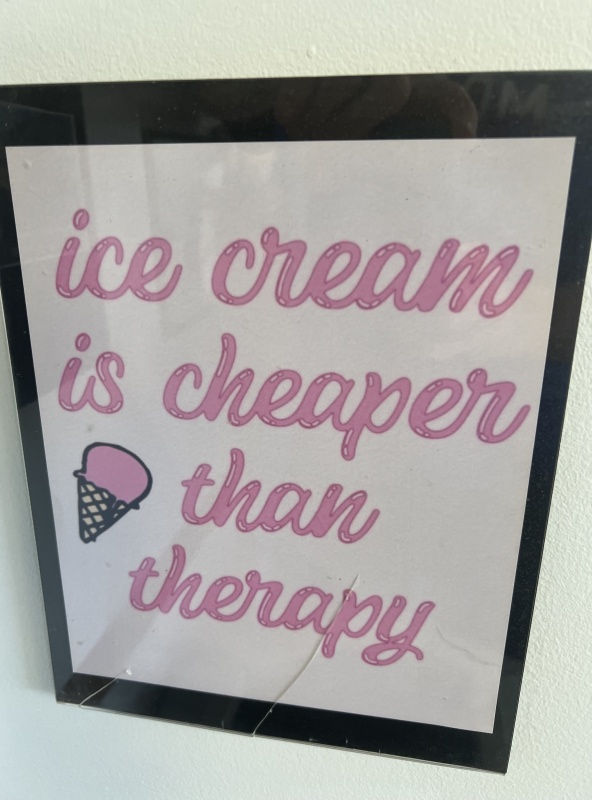 ice cream
is cheaper
than
therapy